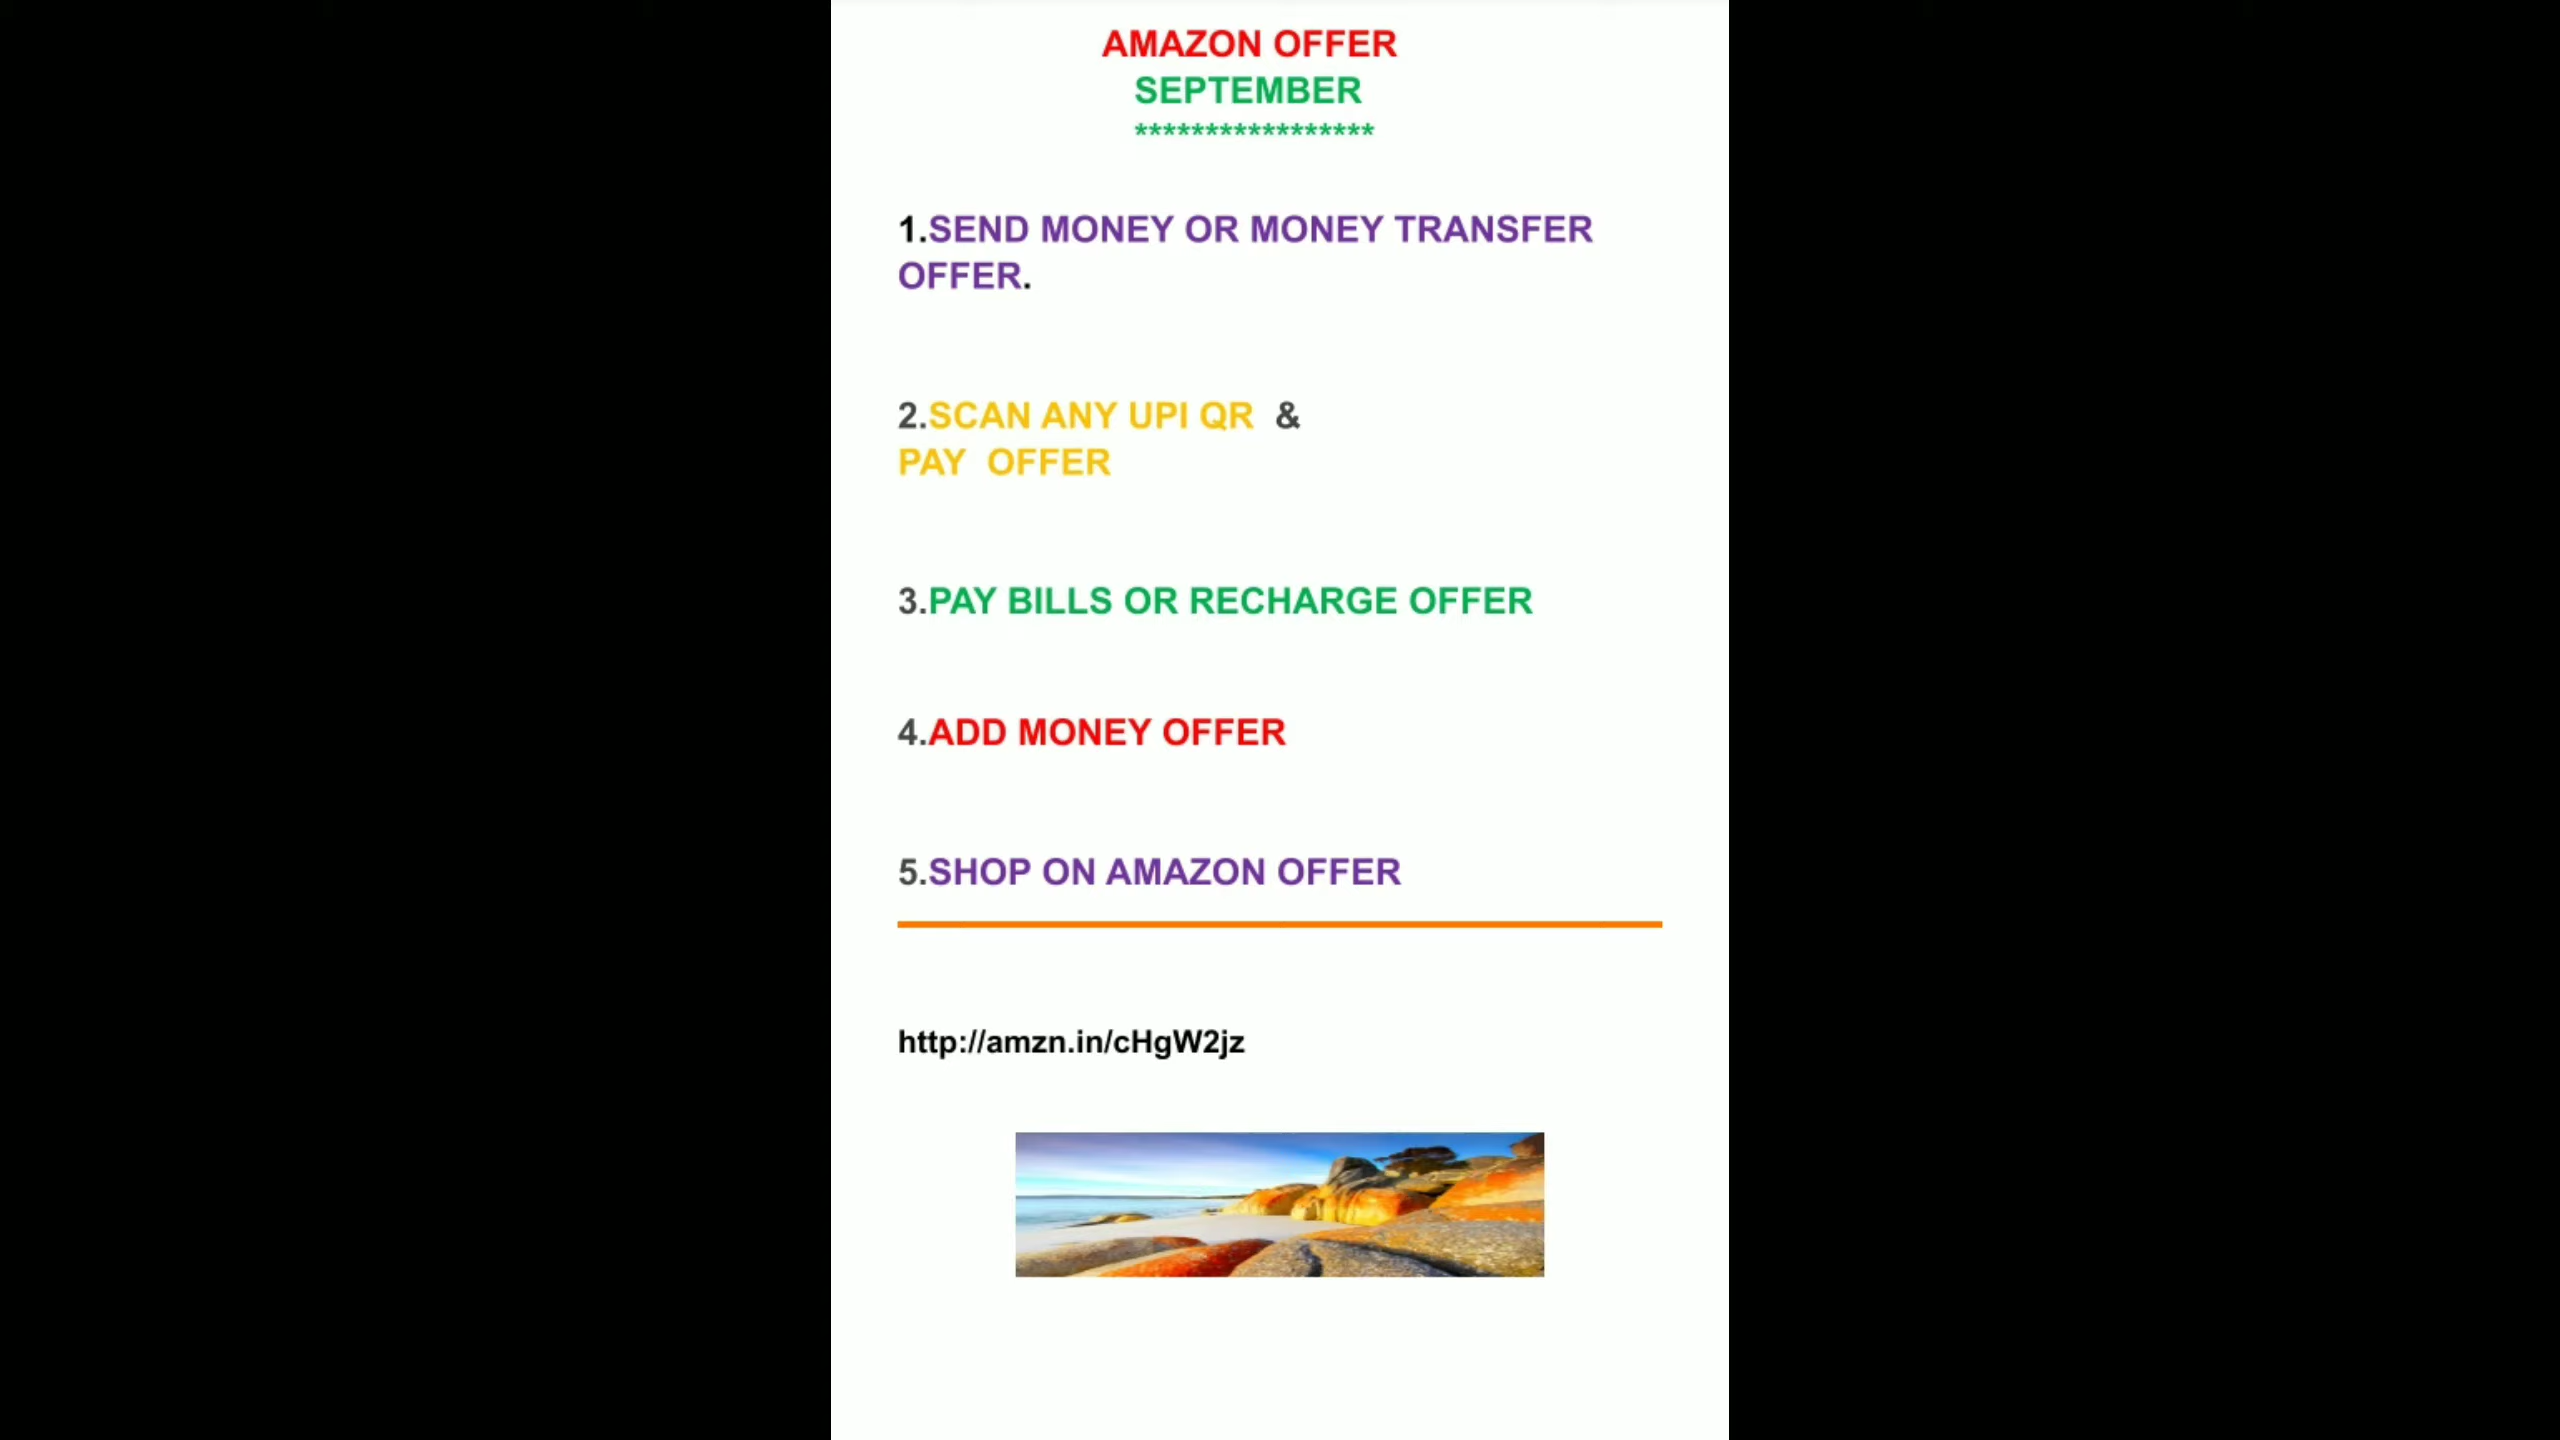 AMAZON OFFER
SEPTEMBER
*****************
1.SEND MONEY OR MONEY TRANSFER
OFFER.
2.SCAN ANY UPI QR  &
PAY  OFFER
3.PAY BILLS OR RECHARGE OFFER
4.ADD MONEY OFFER
5.SHOP ON AMAZON OFFER
http://amzn.in/cHgW2jz